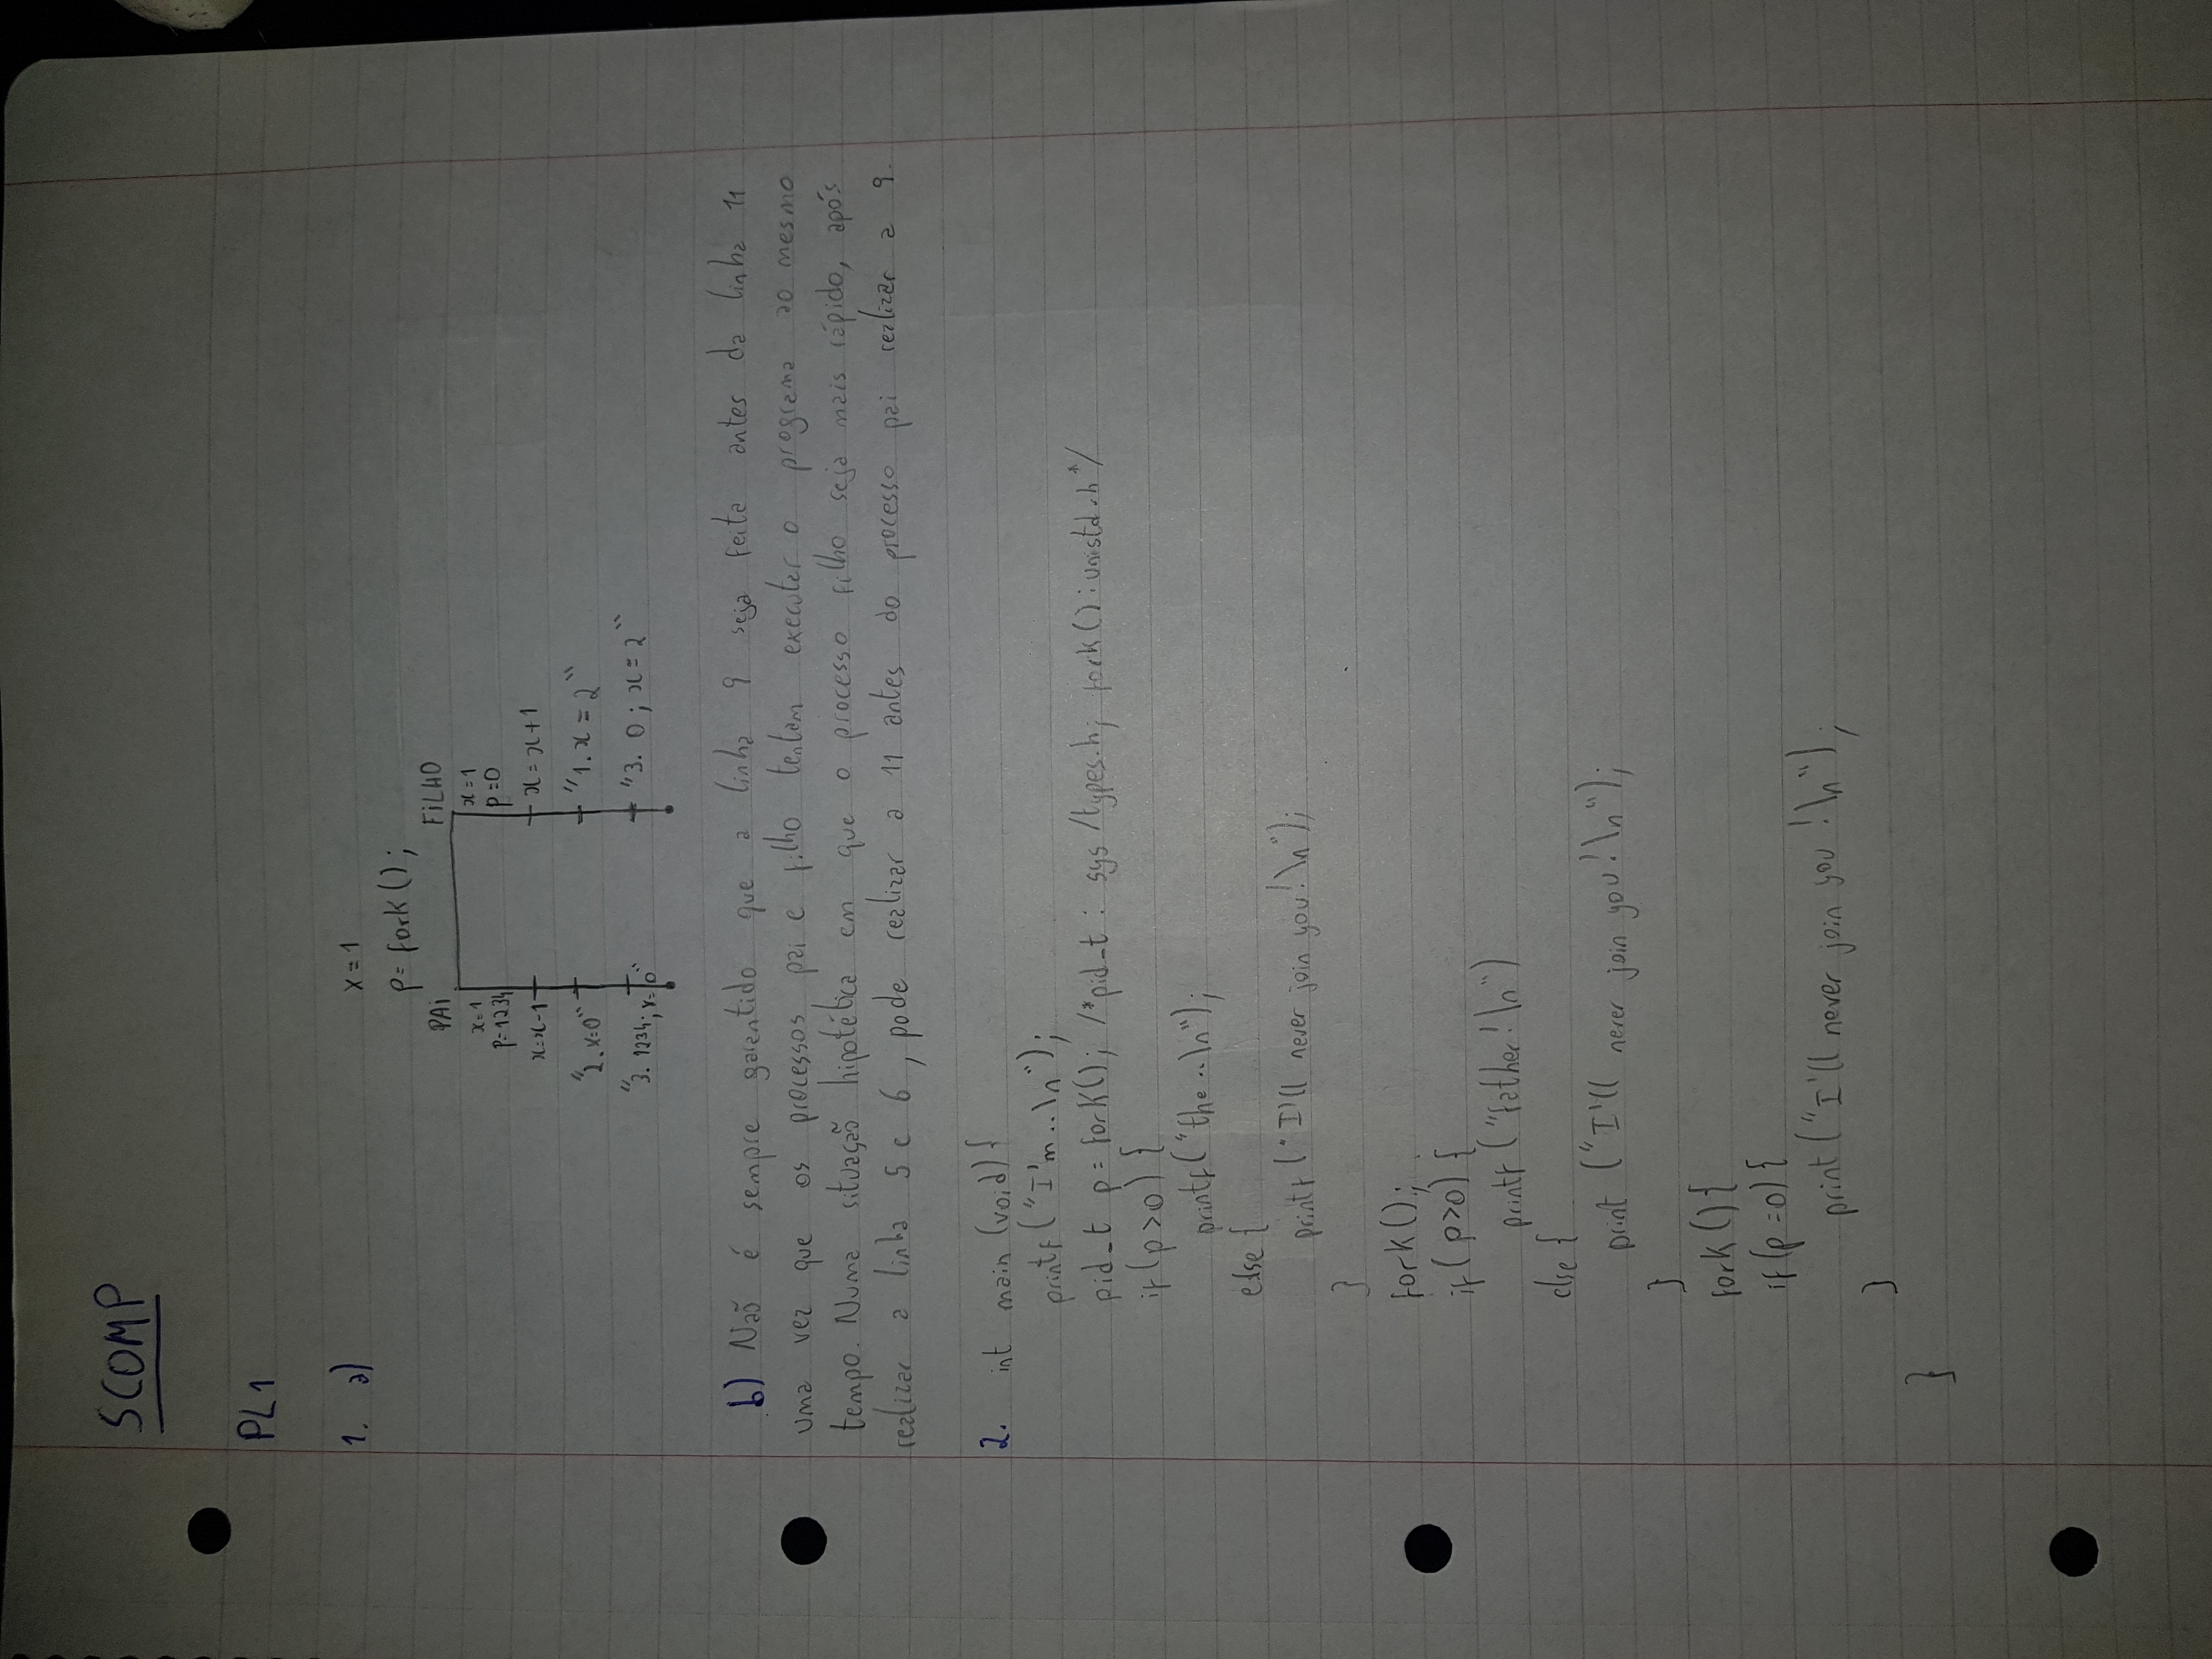 SCOMP
PL1
1. a)
x = 1
p = fork();
PAi FiLHO
x=1 x=1
p=1234 p=0
x=x-1 x=x+1
"2. x=0" "1. x=2"
"3. 1234; x=0" "3. 0; x=2"
b) Não é sempre garantido que a linha 9 seja feita antes da linha 11
uma vez que os processos pai e filho tentam executar o programa ao mesmo
tempo. Numa situação hipotética em que o processo filho seja mais rápido, após
realizar a linha 5 e 6, pode realizar a 11 antes do processo pai realizar a 9.
2. int main (void) {
printf ("I'm..\n");
pid_t p = fork(); /*pid_t : sys/types.h; fork() : unistd.h*/
if (p>0) {
printf ("the ..\n");
else {
printf ("I'll never join you!\n");
}
fork();
if (p>0) {
printf ("father!\n")
else {
print ("I'll never join you!\n");
}
fork () {
if (p=0) {
print ("I'll never join you!\n");
}
}